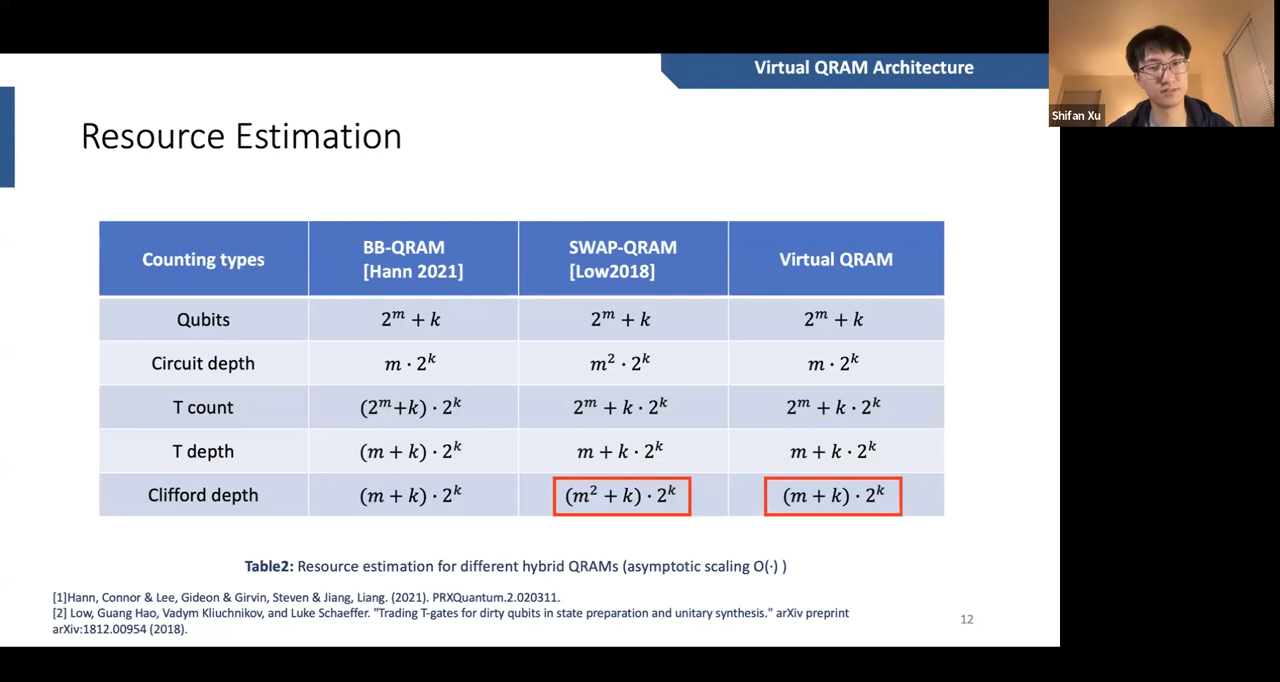 Virtual QRAM Architecture
Shifan Xu
Resource Estimation
Counting types
BB-QRAM
[Hann 2021]
SWAP-QRAM
[Low2018]
Virtual QRAM
Qubits
2^m + k
2^m + k
2^m + k
Circuit depth
m · 2^k
m^2 · 2^k
m · 2^k
T count
(2^m+k) · 2^k
2^m + k · 2^k
2^m + k · 2^k
T depth
(m + k) · 2^k
m + k · 2^k
m + k · 2^k
Clifford depth
(m + k) · 2^k
(m^2 + k) · 2^k
(m + k) · 2^k
Table2: Resource estimation for different hybrid QRAMs (asymptotic scaling O(·) )
[1]Hann, Connor & Lee, Gideon & Girvin, Steven & Jiang, Liang. (2021). PRXQuantum.2.020311.
[2] Low, Guang Hao, Vadym Kliuchnikov, and Luke Schaeffer. "Trading T-gates for dirty qubits in state preparation and unitary synthesis." arXiv preprint
arXiv:1812.00954 (2018).
12